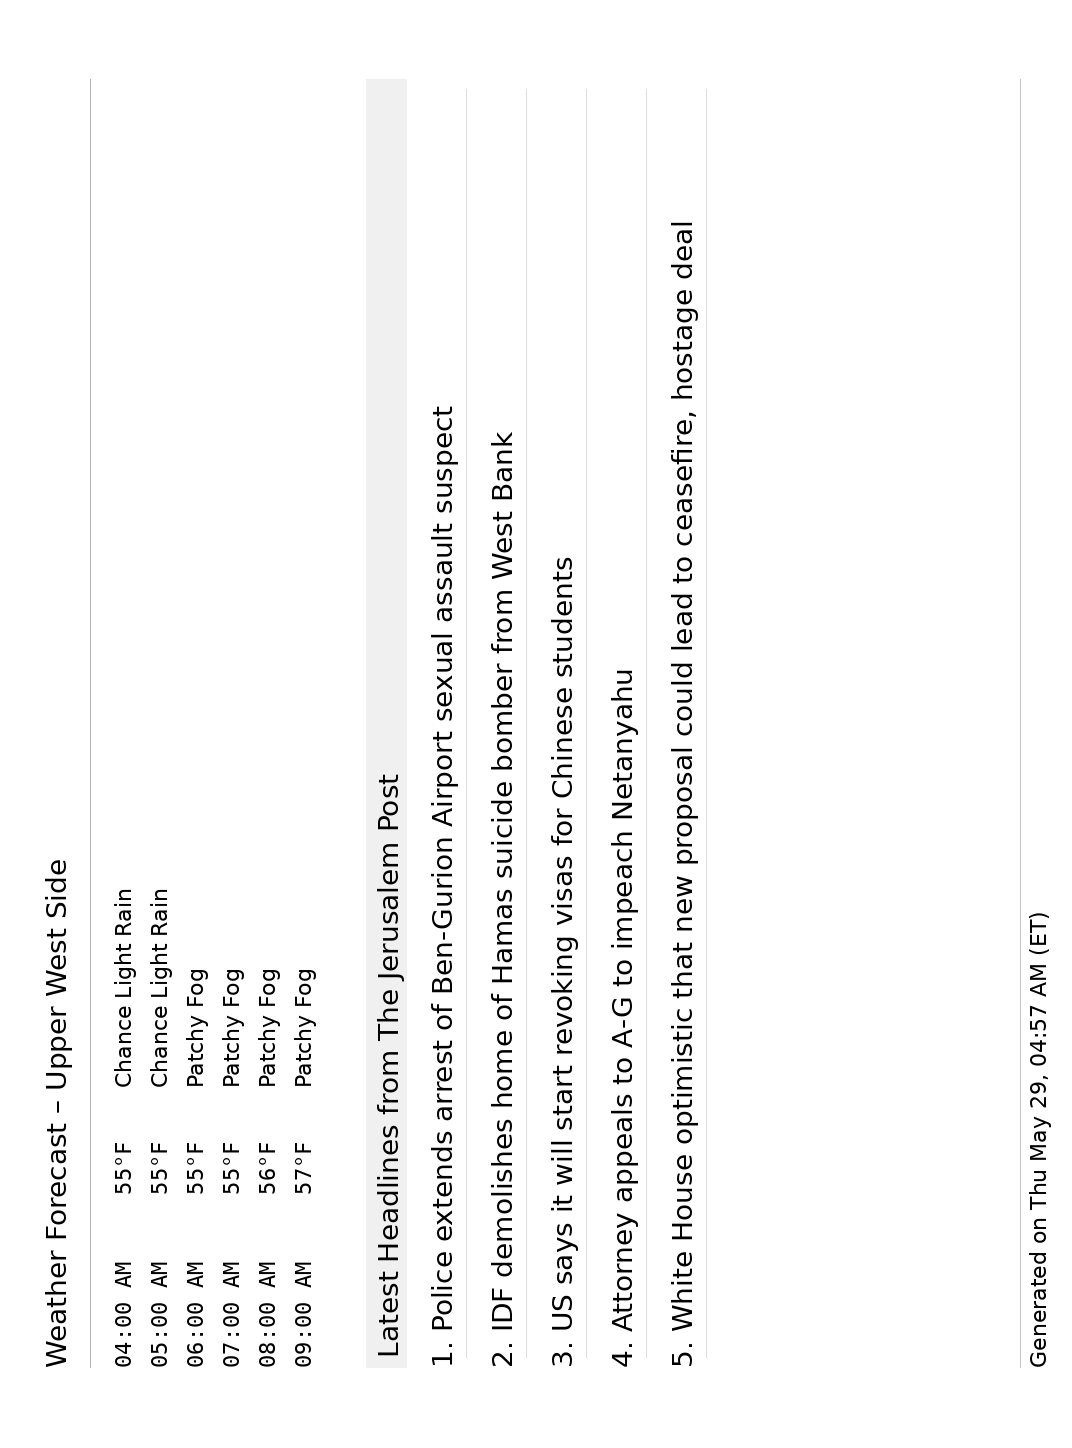 Weather Forecast – Upper West Side
04:00 AM 55°F Chance Light Rain
05:00 AM 55°F Chance Light Rain
06:00 AM 55°F Patchy Fog
07:00 AM 55°F Patchy Fog
08:00 AM 56°F Patchy Fog
09:00 AM 57°F Patchy Fog
Latest Headlines from The Jerusalem Post
1. Police extends arrest of Ben-Gurion Airport sexual assault suspect
2. IDF demolishes home of Hamas suicide bomber from West Bank
3. US says it will start revoking visas for Chinese students
4. Attorney appeals to A-G to impeach Netanyahu
5. White House optimistic that new proposal could lead to ceasefire, hostage deal
Generated on Thu May 29, 04:57 AM (ET)